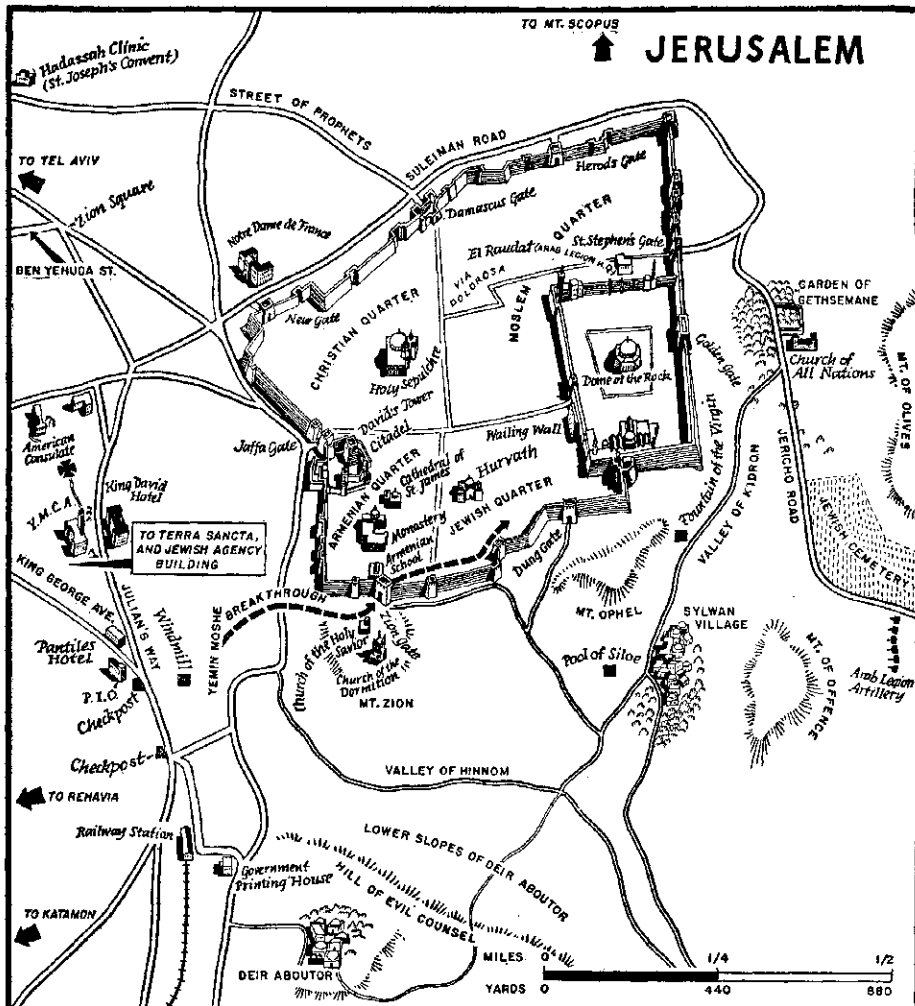 TO MT. SCOPUS
JERUSALEM
Hadassah Clinic
(St. Joseph's Convent)
STREET OF PROPHETS
SULEIMAN ROAD
TO TEL AVIV
Zion Square
BEN YEHUDA ST.
Notre Dame de France
Damascus Gate
Herod's Gate
MOSLEM QUARTER
St. Stephen's Gate
El Raudat (ARAB LEGION H.Q.)
VIA
DOLOROSA
GARDEN OF
GETHSEMANE
New Gate
CHRISTIAN QUARTER
Holy Sepulchre
Dome of the Rock
Golden Gate
Church of
All Nations
MT. OF OLIVES
American
Consulate
Jaffa Gate
David's Tower
Citadel
Wailing Wall
Fountain of the Virgin
VALLEY OF KIDRON
JERICHO ROAD
Y.M.C.A.
King David
Hotel
ARMENIAN QUARTER
Cathedral of
St. James
Hurvath
JEWISH QUARTER
Monastery
Armenian
School
Dung Gate
JEWISH CEMETERY
TO TERRA SANCTA,
AND JEWISH AGENCY
BUILDING
KING GEORGE AVE.
JULIAN'S WAY
Windmill
YEMIN MOSHE
BREAKTHROUGH
Zion Gate
Church of the Holy
Savior
Church of the
Dormition
MT. ZION
MT. OPHEL
SYLWAN
VILLAGE
Pool of Siloe
MT. OF OFFENCE
Arab Legion
Artillery
Pantiles
Hotel
P.I.O.
Checkpost
Checkpost
VALLEY OF HINNOM
TO REHAVIA
Railway Station
Government
Printing House
LOWER SLOPES OF DEIR ABOUTOR
HILL OF EVIL COUNSEL
TO KATAMON
DEIR ABOUTOR
MILES 0 1/4 1/2
YARDS 0 440 880